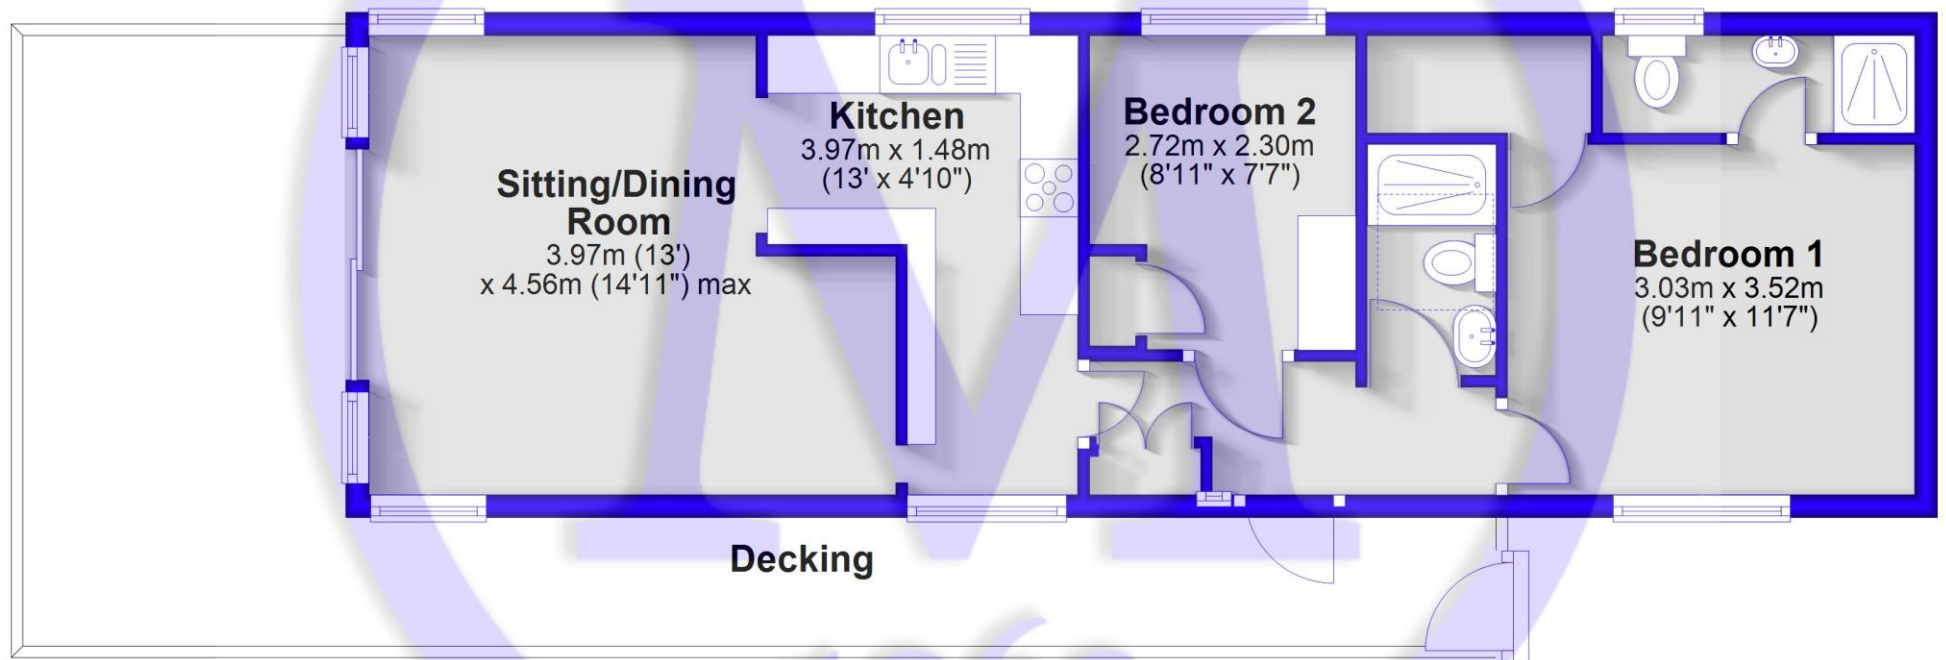 Kitchen
3.97m x 1.48m
(13' x 4'10")
Bedroom 2
2.72m x 2.30m
(8'11" x 7'7")
Sitting/Dining
Room
3.97m (13')
x 4.56m (14'11") max
Bedroom 1
3.03m x 3.52m
(9'11" x 11'7")
Decking